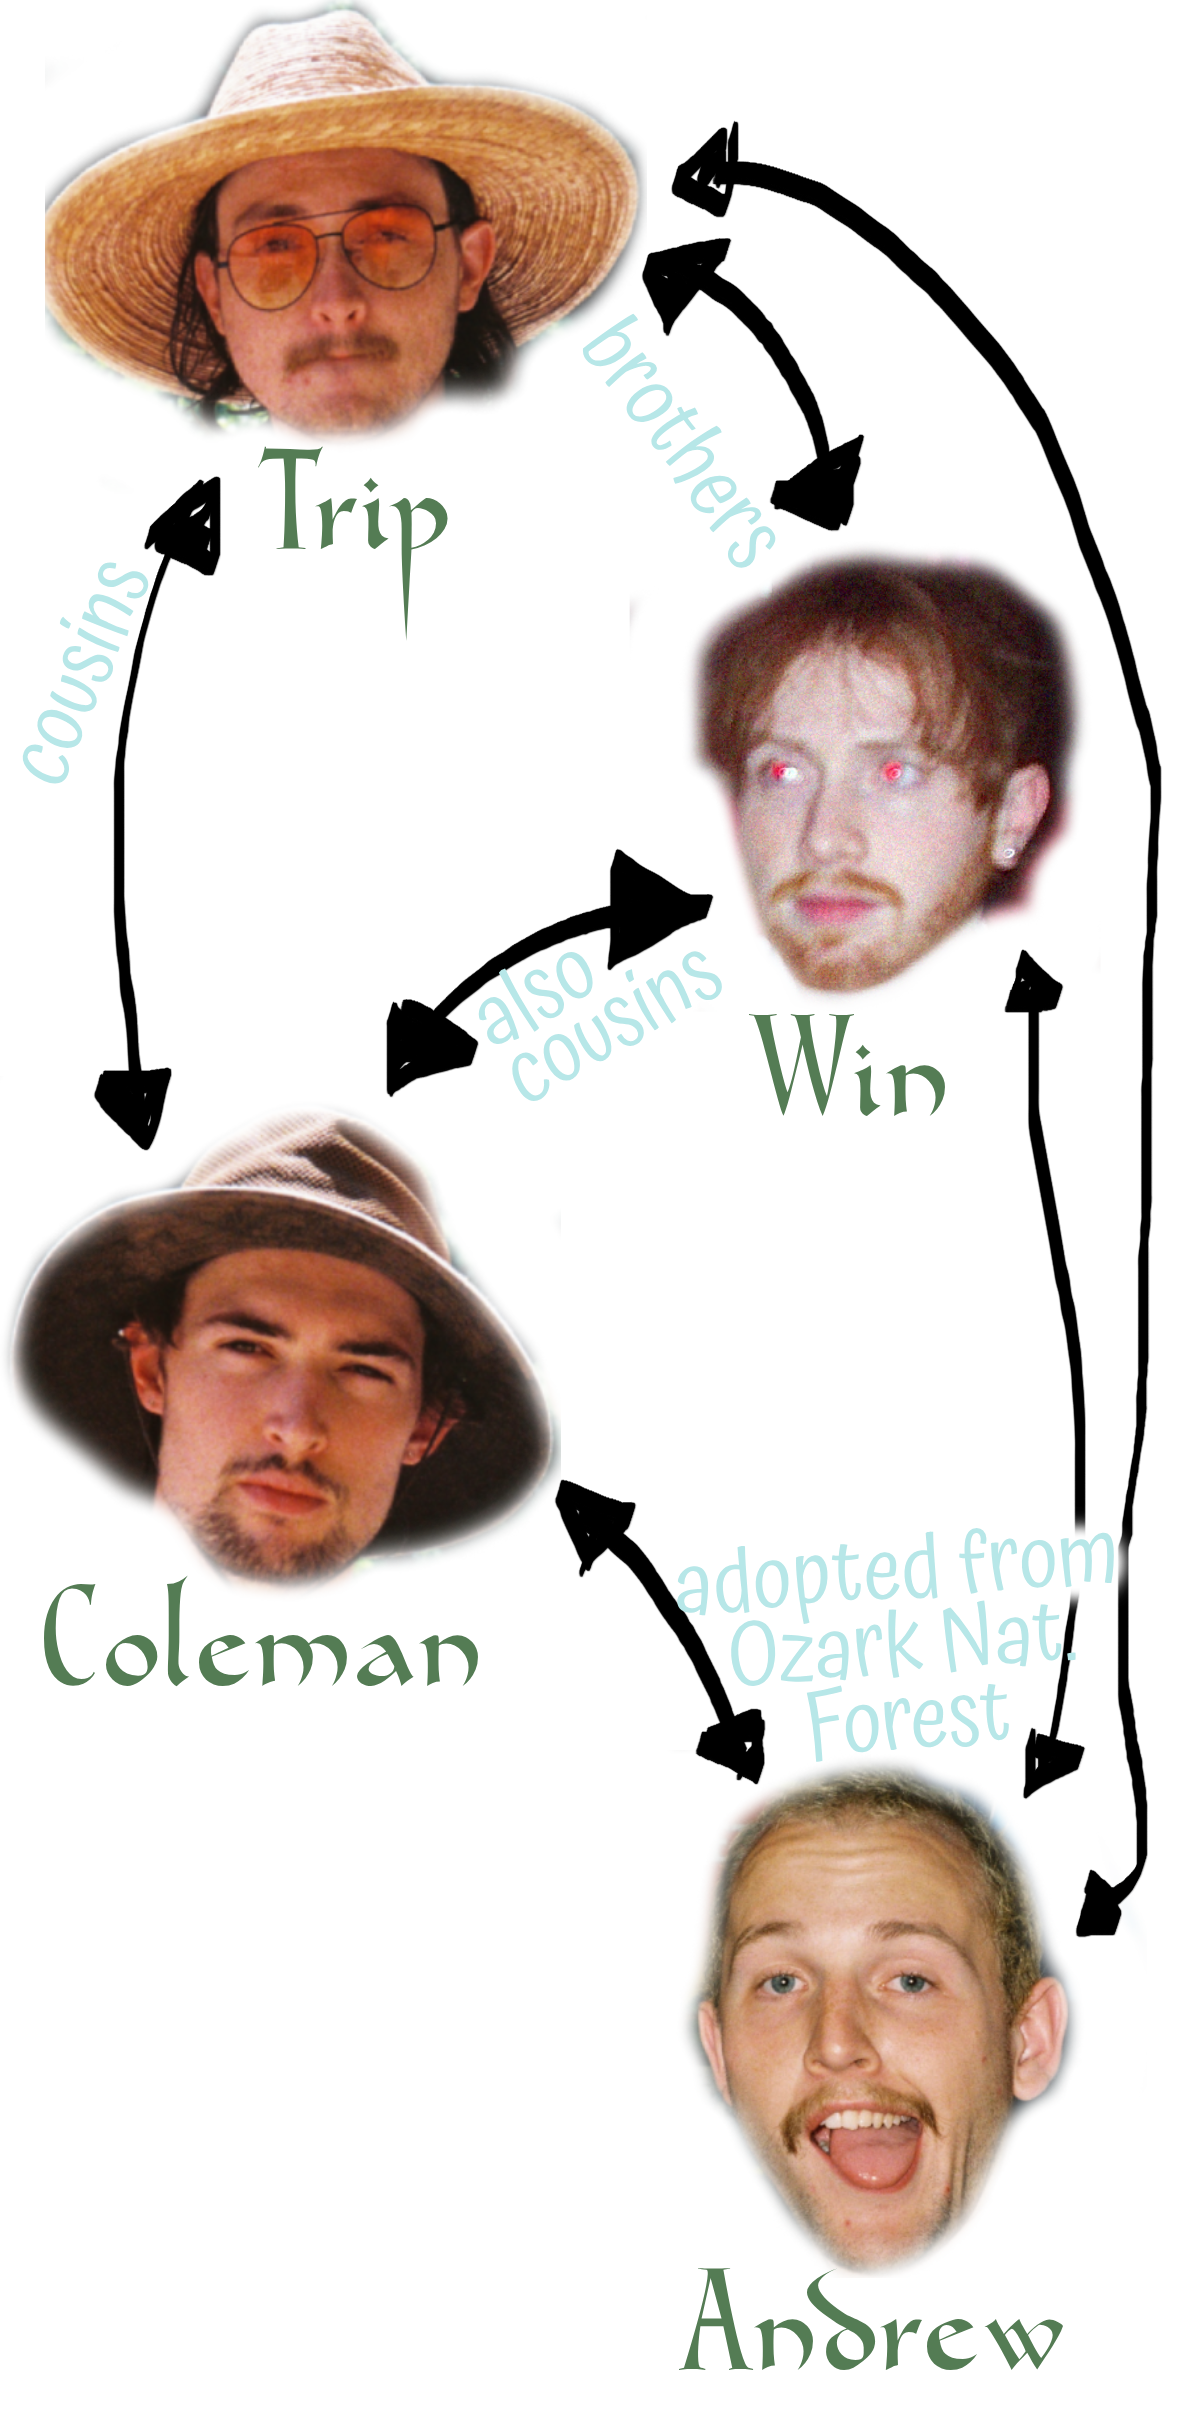 Trip
brothers
cousins
also
cousins
Win
Coleman
adopted from
Ozark Nat.
Forest
Andrew